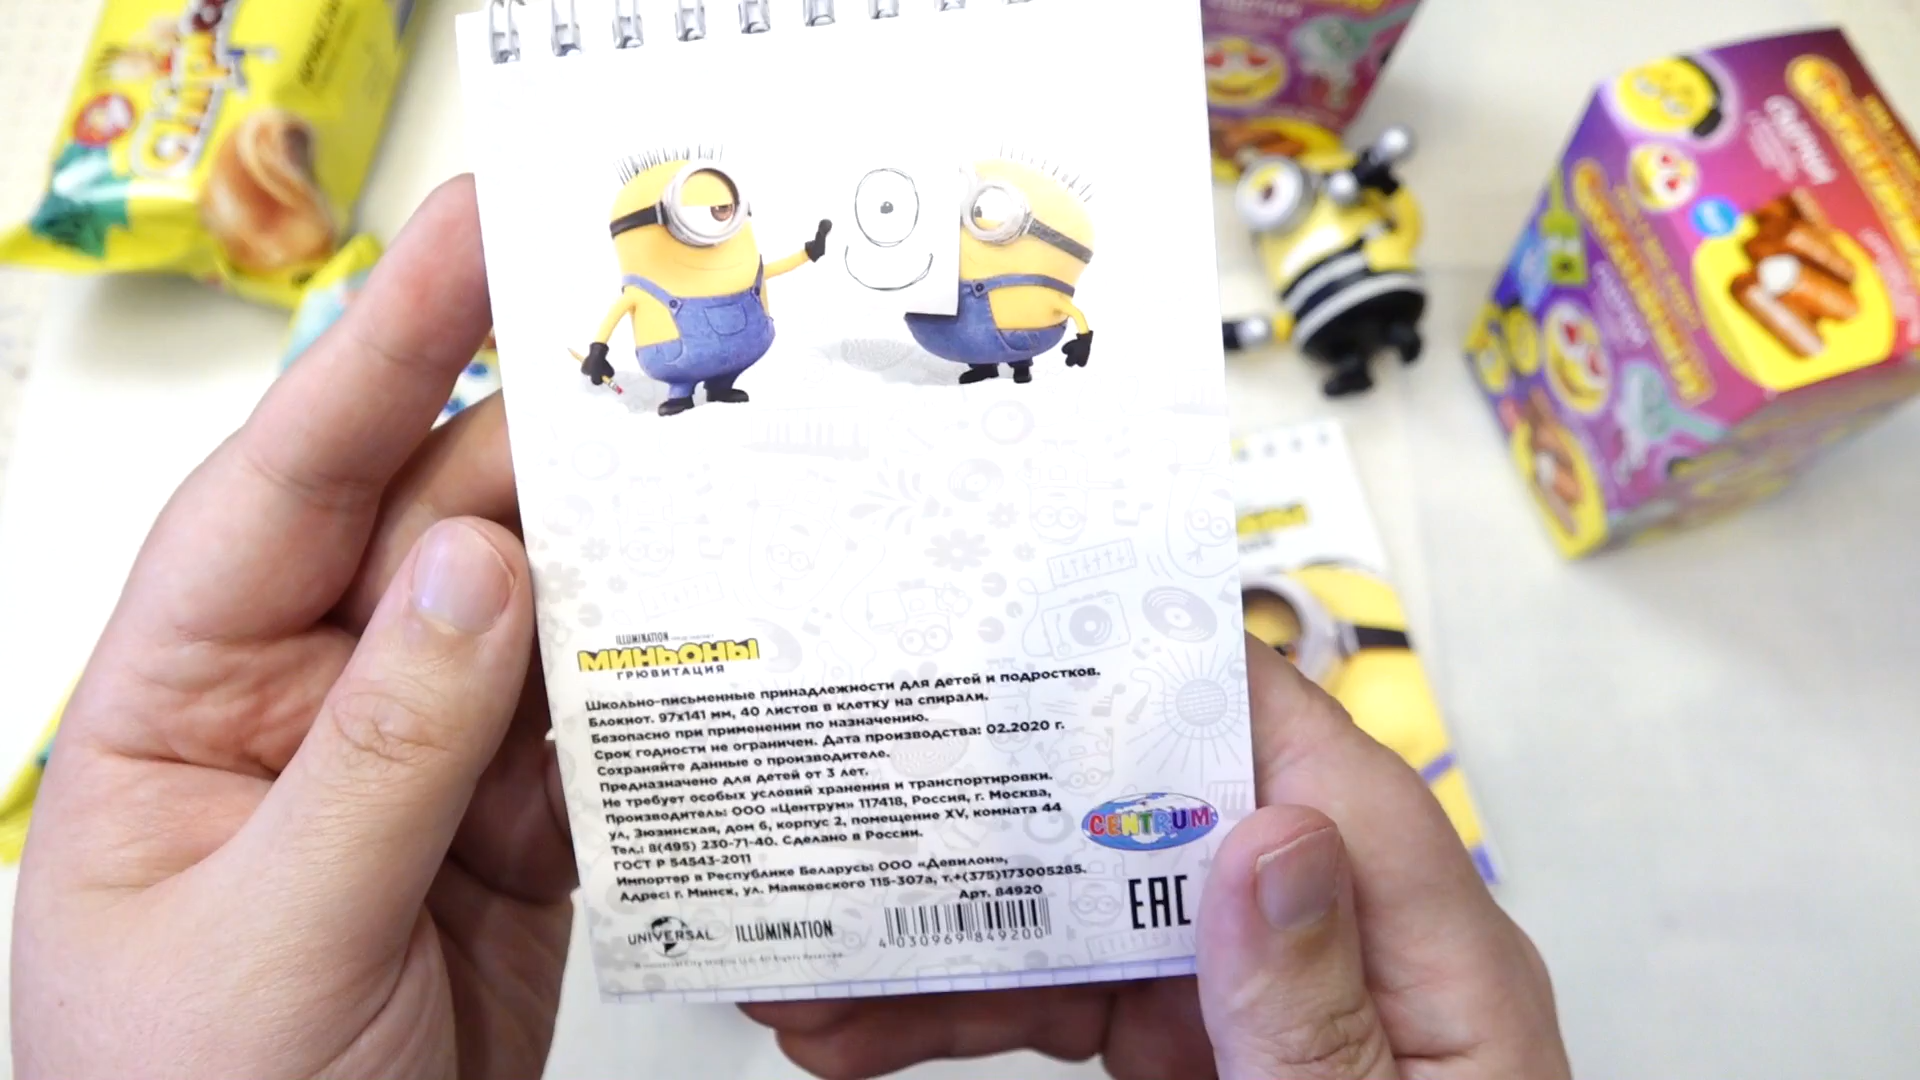 ILLUMINATION
МИНЬОНЫ
ГРЮВИТАЦИЯ
Школьно-письменные принадлежности для детей и подростков.
Блокнот. 97х141 мм, 40 листов в клетку на спирали.
Безопасно при применении по назначению.
Срок годности не ограничен. Дата производства: 02.2020 г.
Сохраняйте данные о производителе.
Предназначено для детей от 3 лет.
Не требует особых условий хранения и транспортировки.
Производитель: ООО «Центрум» 117418, Россия, г. Москва,
ул. Зюзинская, дом 6, корпус 2, помещение XV, комната 44
Тел.: 8(495) 230-71-40. Сделано в России.
ГОСТ Р 54543-2011
Импортер в Республике Беларусь: ООО «Девилон»,
Адрес: г. Минск, ул. Маяковского 115-307а, т.+(375)173005285.
Арт. 84920
CENTRUM
EAC
UNIVERSAL
ILLUMINATION
4 030969 849200